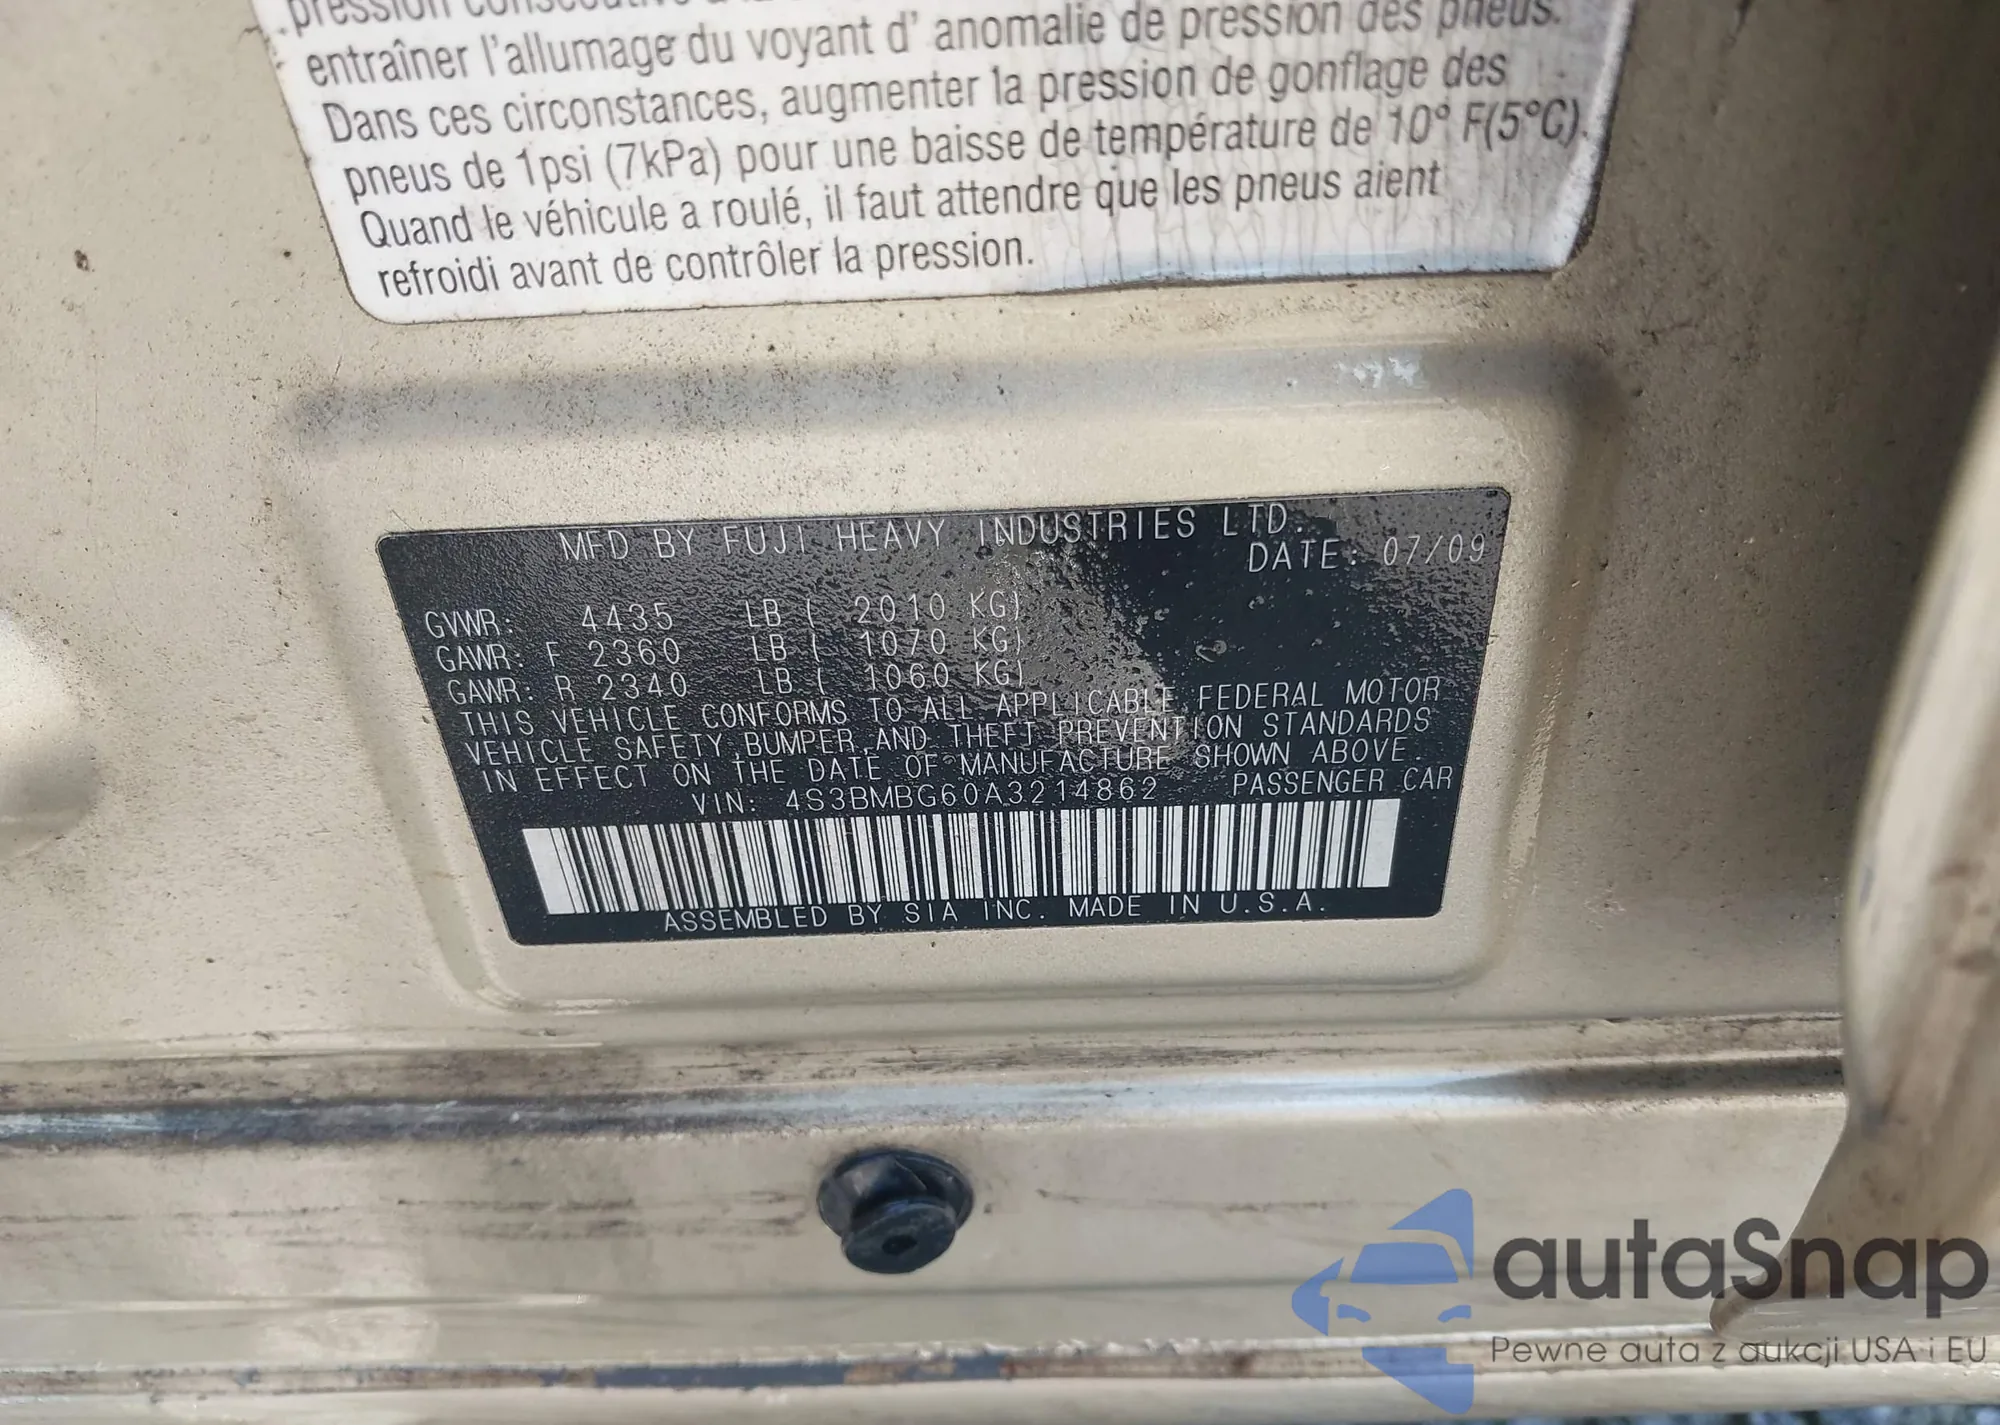 pression consécutive à la
entraîner l'allumage du voyant d' anomalie de pression des pneus.
Dans ces circonstances, augmenter la pression de gonflage des
pneus de 1psi (7kPa) pour une baisse de température de 10° F(5°C).
Quand le véhicule a roulé, il faut attendre que les pneus aient
refroidi avant de contrôler la pression.
MFD BY FUJI HEAVY INDUSTRIES LTD.
DATE: 07/09
GVWR: 4435 LB ( 2010 KG)
GAWR: F 2360 LB ( 1070 KG)
GAWR: R 2340 LB ( 1060 KG)
THIS VEHICLE CONFORMS TO ALL APPLICABLE FEDERAL MOTOR
VEHICLE SAFETY,BUMPER,AND THEFT PREVENTION STANDARDS
IN EFFECT ON THE DATE OF MANUFACTURE SHOWN ABOVE.
VIN: 4S3BMBG60A3214862 PASSENGER CAR
ASSEMBLED BY SIA INC. MADE IN U.S.A.
autaSnap
Pewne auta z aukcji USA i EU